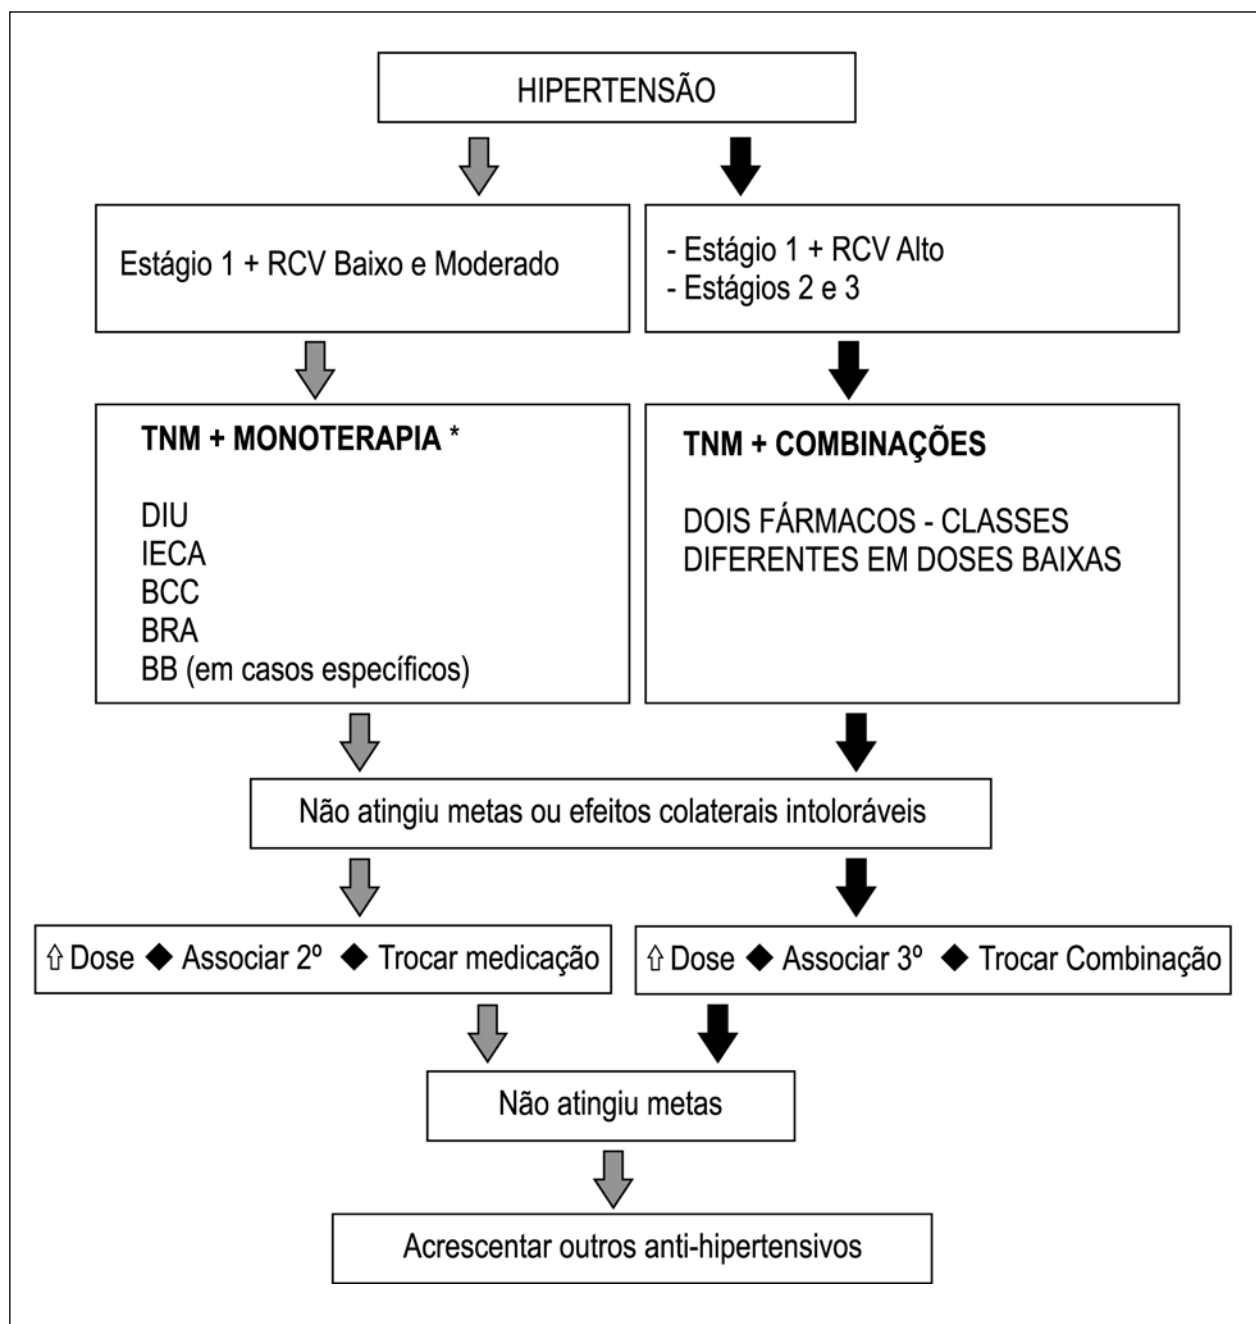 HIPERTENSÃO
Estágio 1 + RCV Baixo e Moderado
- Estágio 1 + RCV Alto
- Estágios 2 e 3
TNM + MONOTERAPIA *
DIU
IECA
BCC
BRA
BB (em casos específicos)
TNM + COMBINAÇÕES
DOIS FÁRMACOS - CLASSES
DIFERENTES EM DOSES BAIXAS
Não atingiu metas ou efeitos colaterais intoloráveis
⇧ Dose ◆ Associar 2º ◆ Trocar medicação
⇧ Dose ◆ Associar 3º ◆ Trocar Combinação
Não atingiu metas
Acrescentar outros anti-hipertensivos